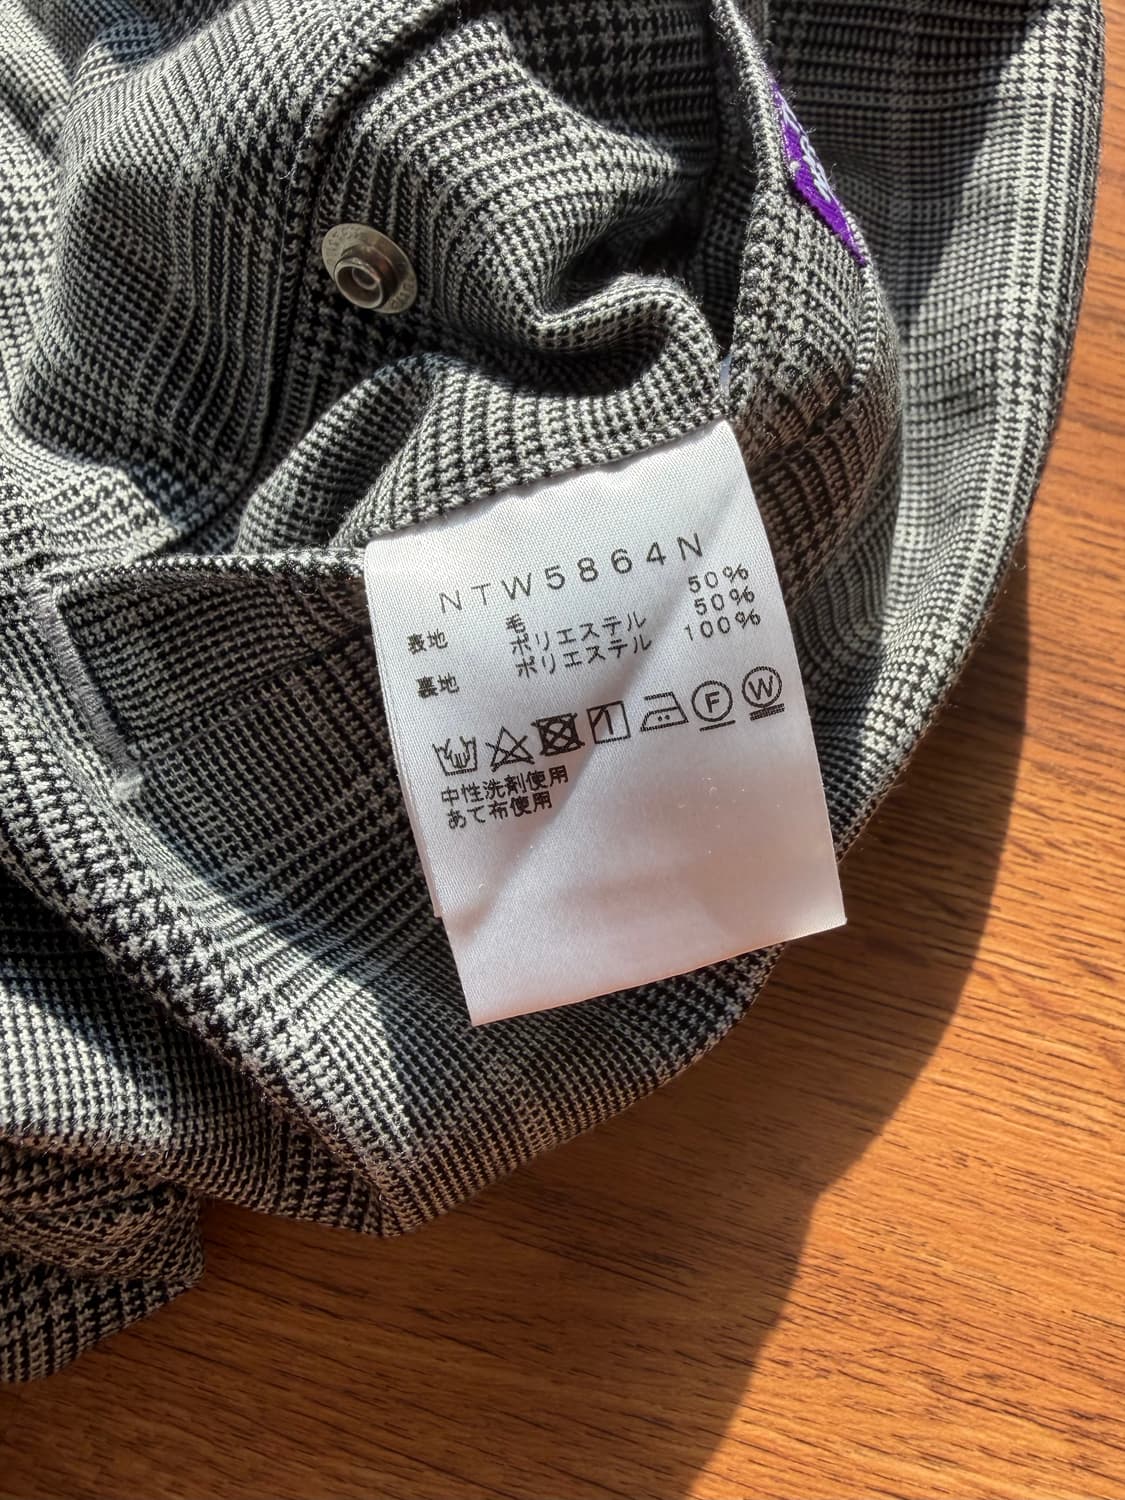 NTW5864N
表地 毛 50%
ポリエステル 50%
裏地 ポリエステル 100%
F W
中性洗剤使用
あて布使用